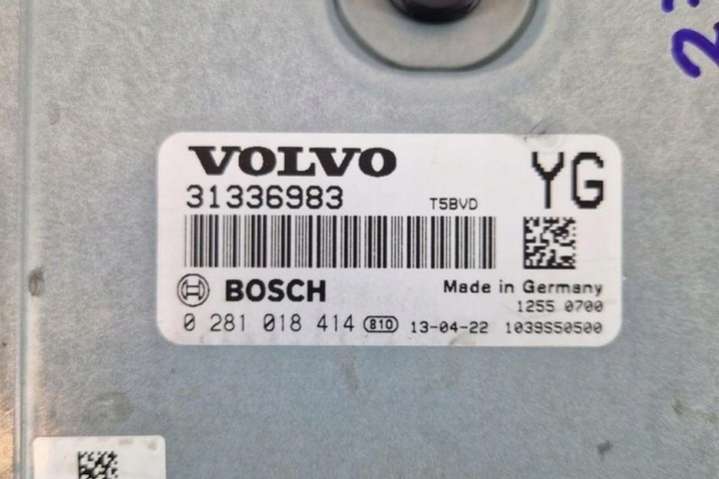 VOLVO
YG
31336983
T5BVD
BOSCH
Made in Germany
1255 0700
0 281 018 414 810 13-04-22 1039S50500